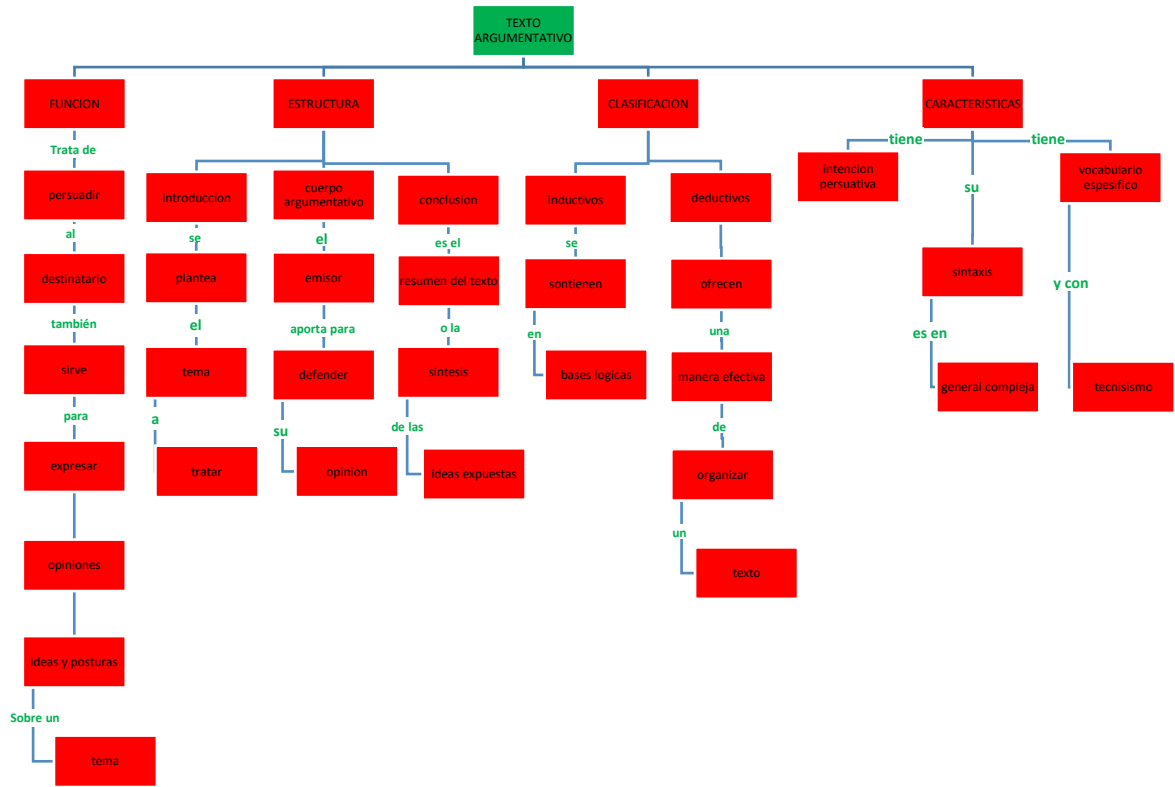 TEXTO
ARGUMENTATIVO
FUNCION
Trata de
persuadir
al
destinatario
también
sirve
para
expresar
opiniones
ideas y posturas
Sobre un
tema
ESTRUCTURA
introduccion
se
plantea
el
tema
a
tratar
cuerpo
argumentativo
el
emisor
aporta para
defender
su
opinion
conclusion
es el
resumen del texto
o la
sintesis
de las
ideas expuestas
CLASIFICACION
inductivos
se
sontienen
en
bases logicas
deductivos
ofrecen
una
manera efectiva
de
organizar
un
texto
CARACTERISTICAS
tiene
intencion
persuativa
su
sintaxis
es en
general compleja
tiene
vocabulario
espesifico
y con
tecnisismo